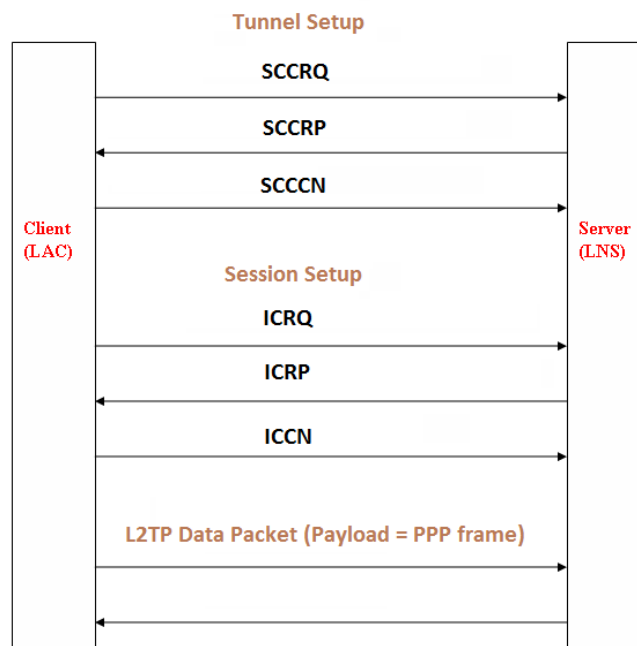 Tunnel Setup
SCCRQ
SCCRP
SCCCN
Client
(LAC)
Server
(LNS)
Session Setup
ICRQ
ICRP
ICCN
L2TP Data Packet (Payload = PPP frame)